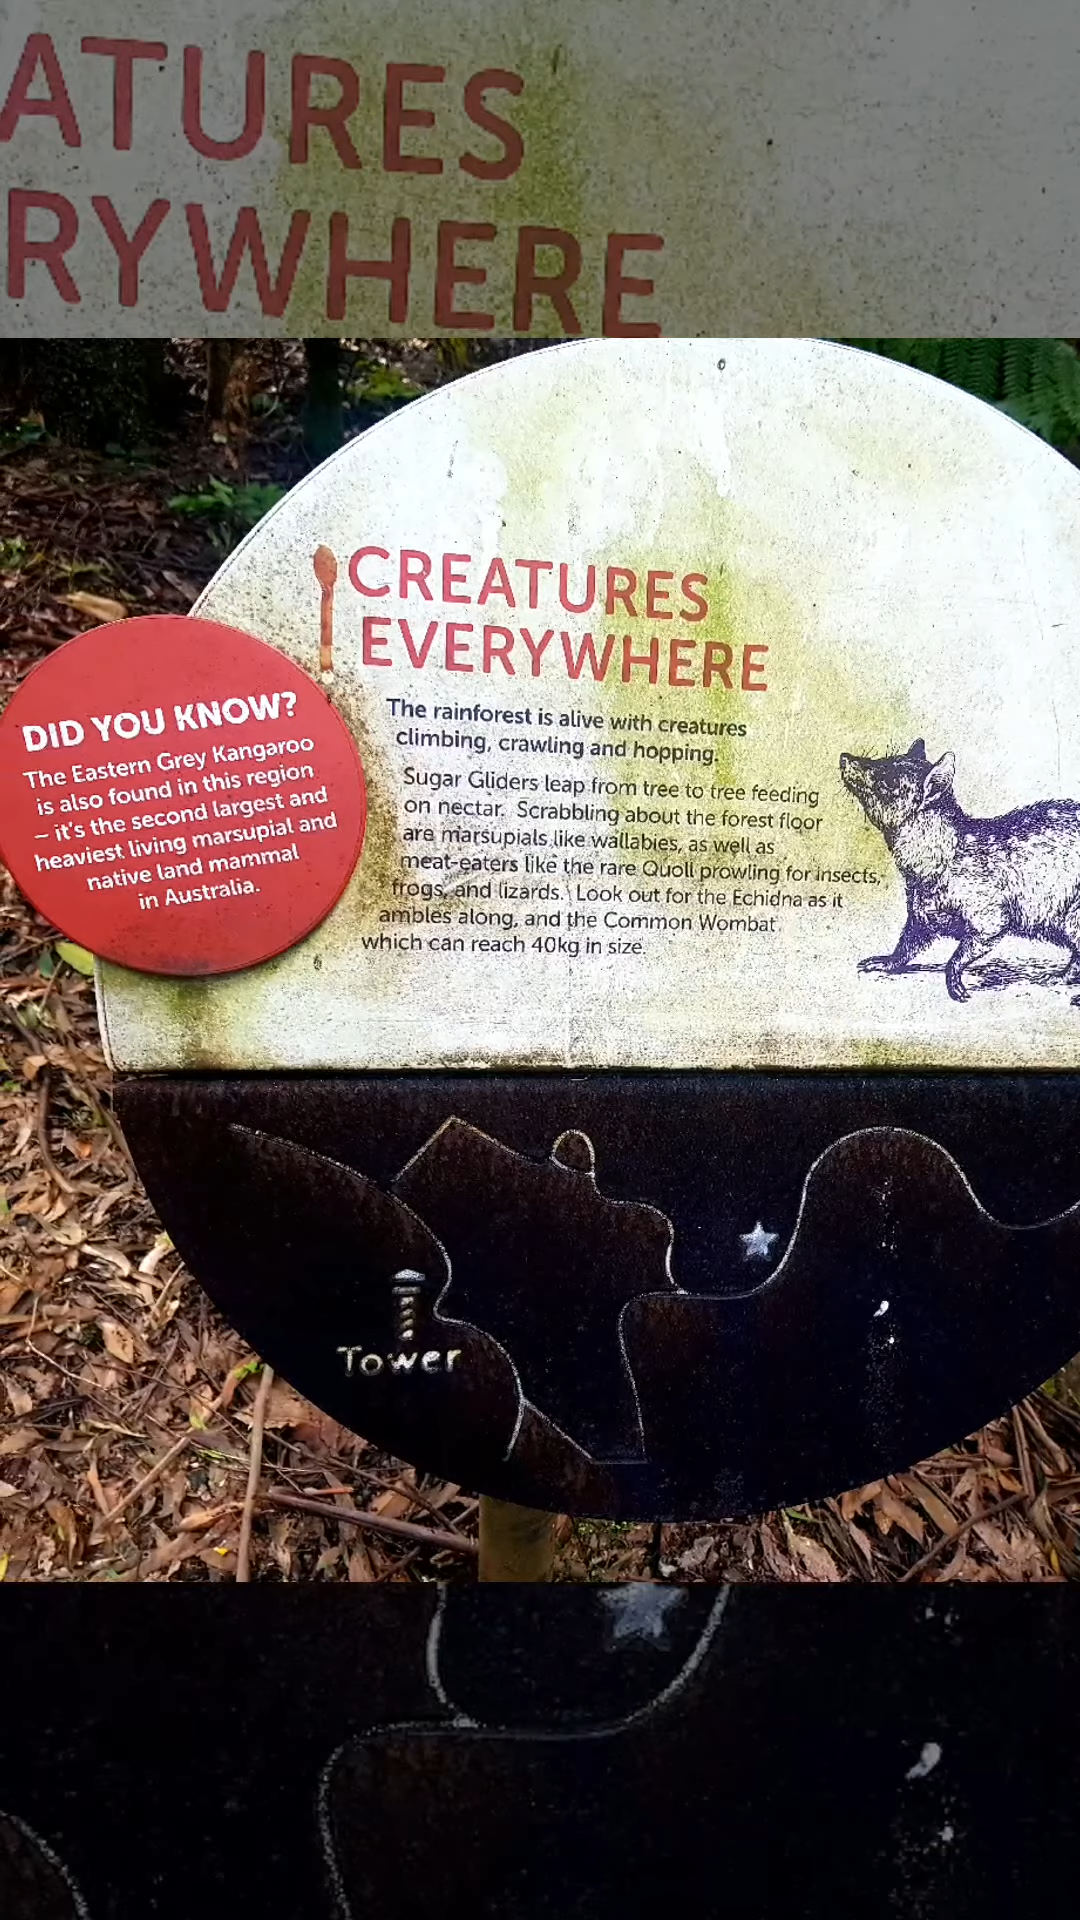 ATURES
RYWHERE
CREATURES
EVERYWHERE
The rainforest is alive with creatures
climbing, crawling and hopping.
Sugar Gliders leap from tree to tree feeding
on nectar. Scrabbling about the forest floor
are marsupials like wallabies, as well as
meat-eaters like the rare Quoll prowling for insects,
frogs, and lizards. Look out for the Echidna as it
ambles along, and the Common Wombat
which can reach 40kg in size.
DID YOU KNOW?
The Eastern Grey Kangaroo
is also found in this region
– it's the second largest and
heaviest living marsupial and
native land mammal
in Australia.
Tower